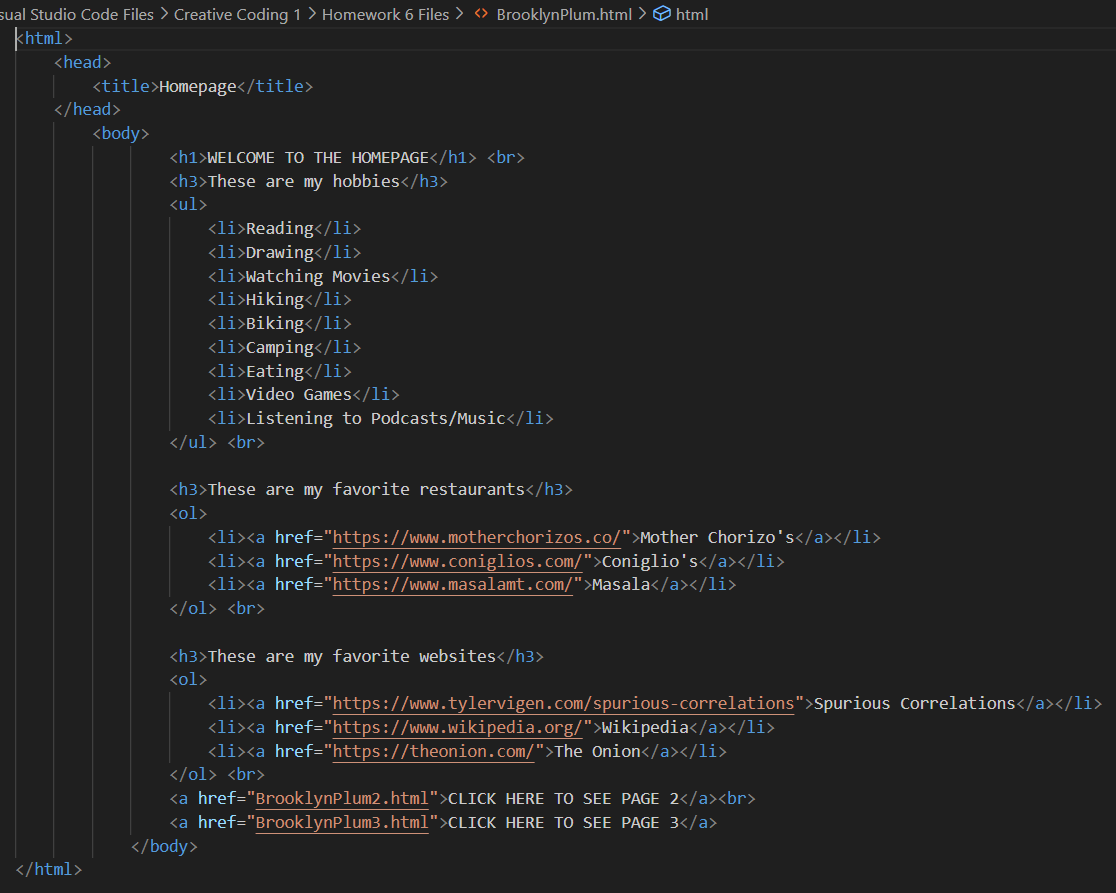 sual Studio Code Files > Creative Coding 1 > Homework 6 Files > <> BrooklynPlum.html > html
<html>
    <head>
        <title>Homepage</title>
    </head>
        <body>
                <h1>WELCOME TO THE HOMEPAGE</h1> <br>
                <h3>These are my hobbies</h3>
                <ul>
                    <li>Reading</li>
                    <li>Drawing</li>
                    <li>Watching Movies</li>
                    <li>Hiking</li>
                    <li>Biking</li>
                    <li>Camping</li>
                    <li>Eating</li>
                    <li>Video Games</li>
                    <li>Listening to Podcasts/Music</li>
                </ul> <br>

                <h3>These are my favorite restaurants</h3>
                <ol>
                    <li><a href="https://www.motherchorizos.co/">Mother Chorizo's</a></li>
                    <li><a href="https://www.coniglios.com/">Coniglio's</a></li>
                    <li><a href="https://www.masalamt.com/">Masala</a></li>
                </ol> <br>

                <h3>These are my favorite websites</h3>
                <ol>
                    <li><a href="https://www.tylervigen.com/spurious-correlations">Spurious Correlations</a></li>
                    <li><a href="https://www.wikipedia.org/">Wikipedia</a></li>
                    <li><a href="https://theonion.com/">The Onion</a></li>
                </ol> <br>
                <a href="BrooklynPlum2.html">CLICK HERE TO SEE PAGE 2</a><br>
                <a href="BrooklynPlum3.html">CLICK HERE TO SEE PAGE 3</a>
            </body>
</html>